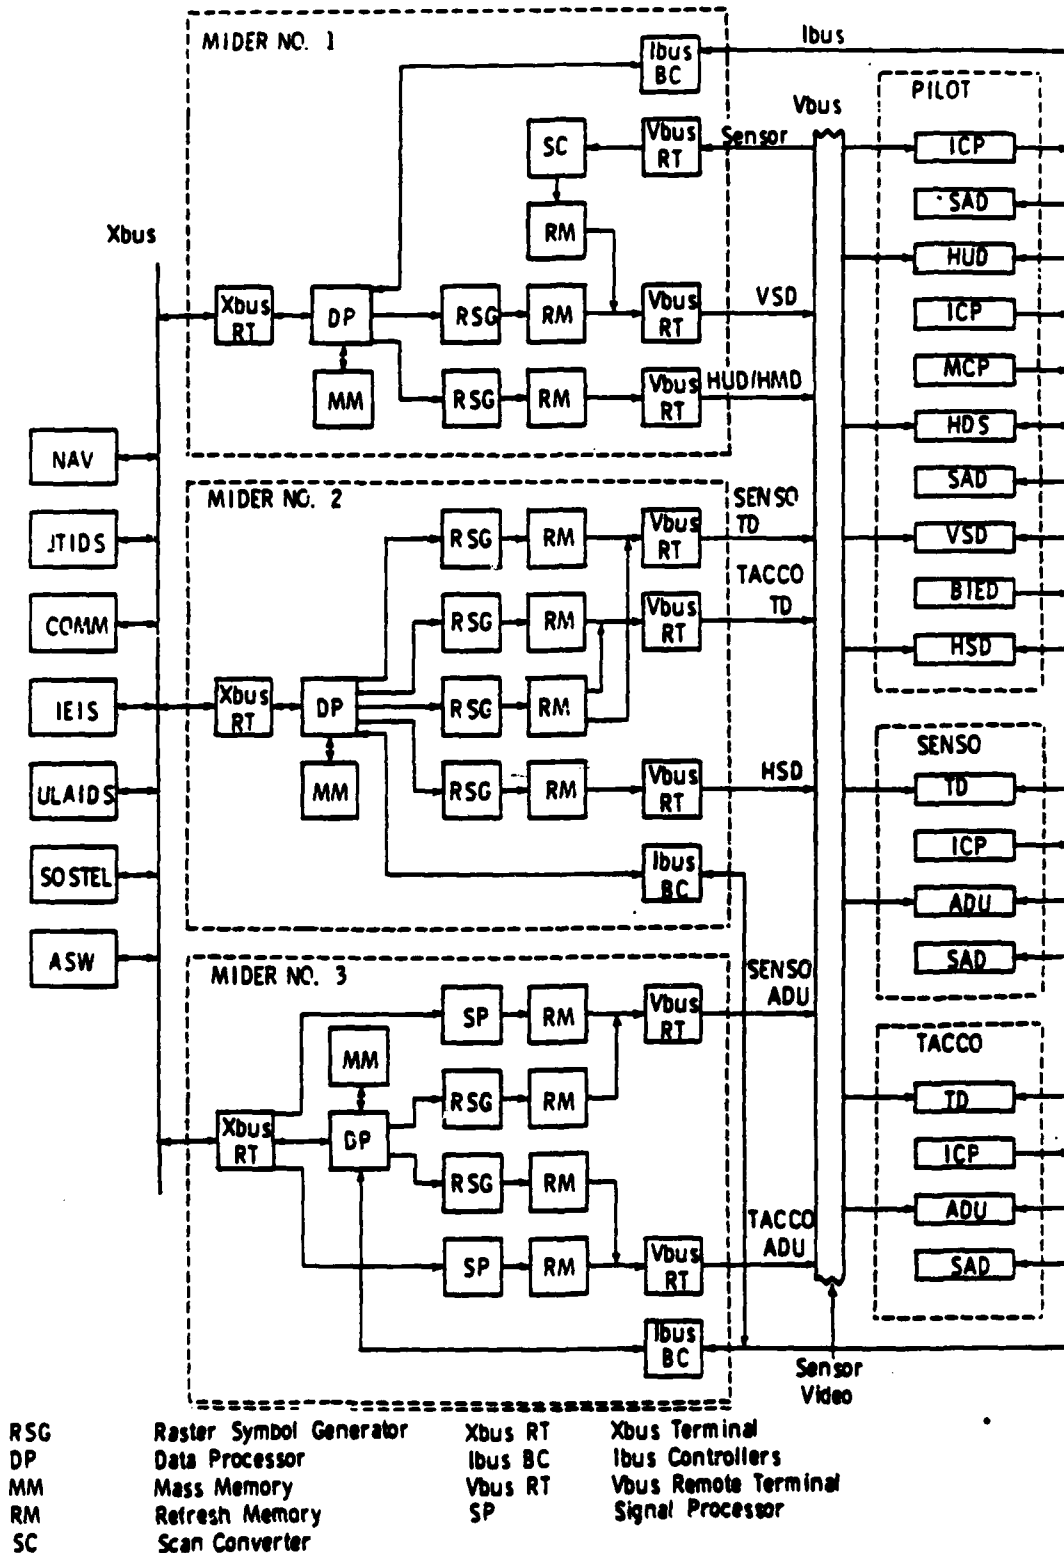 MIDER NO. 1
Ibus
BC
Ibus
Vbus
PILOT
SC
Vbus
RT
Sensor
ICP
SAD
RM
Xbus
HUD
Xbus
RT
DP
RSG
RM
Vbus
RT
VSD
ICP
MM
RSG
RM
Vbus
RT
HUD/HMD
MCP
HDS
NAV
SAD
MIDER NO. 2
SENSO
TD
RSG
RM
Vbus
RT
JTIDS
VSD
TACCO
TD
BIED
RSG
RM
Vbus
RT
COMM
HSD
Xbus
RT
DP
RSG
RM
IEIS
SENSO
MM
RSG
RM
Vbus
RT
HSD
ULAIDS
TD
ICP
Ibus
BC
SOSTEL
ADU
ASW
SAD
MIDER NO. 3
SENSO
ADU
SP
RM
Vbus
RT
TACCO
MM
RSG
RM
TD
Xbus
RT
DP
ICP
RSG
RM
ADU
TACCO
ADU
SP
RM
Vbus
RT
SAD
Ibus
BC
Sensor
Video
RSG Raster Symbol Generator Xbus RT Xbus Terminal
DP Data Processor Ibus BC Ibus Controllers
MM Mass Memory Vbus RT Vbus Remote Terminal
RM Refresh Memory SP Signal Processor
SC Scan Converter